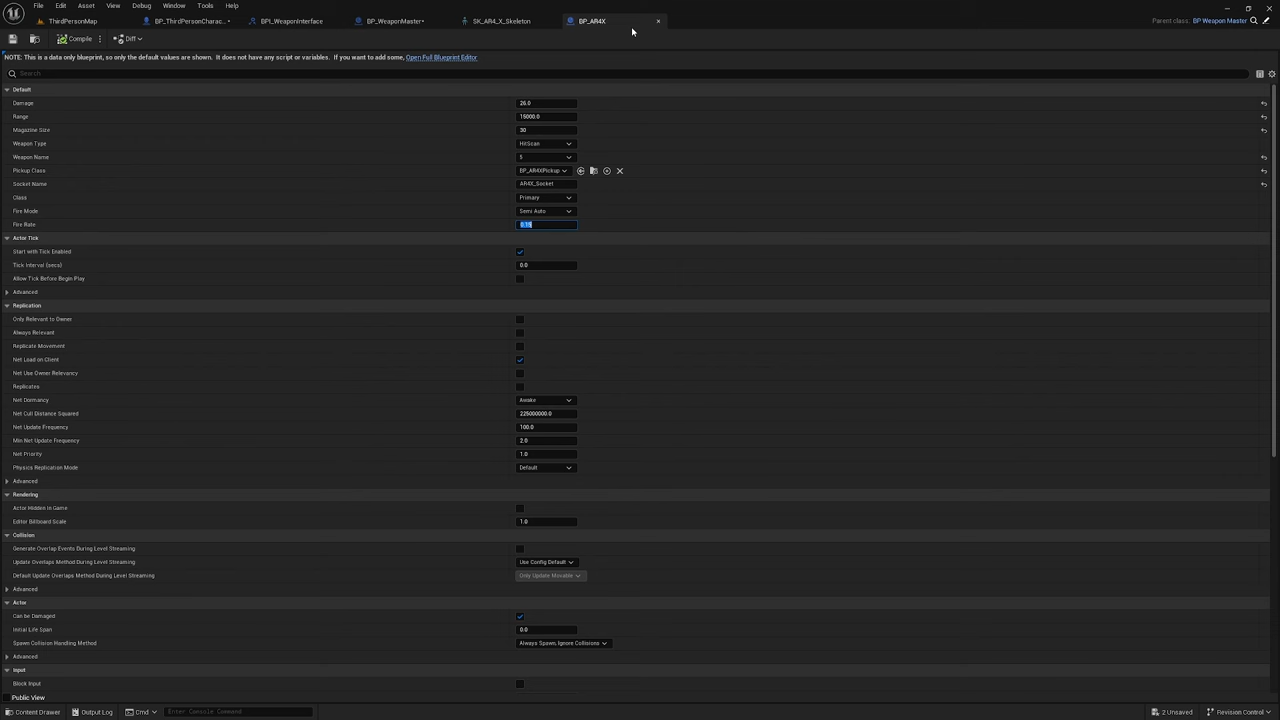 File Edit Asset View Debug Window Tools Help
ThirdPersonMap BP_ThirdPersonCharac...* BPI_WeaponInterface BP_WeaponMaster* SK_AR4_X_Skeleton BP_AR4X Parent class: BP Weapon Master
Compile Diff
NOTE: This is a data only blueprint, so only the default values are shown. It does not have any script or variables. If you want to add some, Open Full Blueprint Editor
Search
Default
Damage 26.0
Range 15000.0
Magazine Size 30
Weapon Type HitScan
Weapon Name 5
Pickup Class BP_AR4XPickup
Socket Name AR4X_Socket
Class Primary
Fire Mode Semi Auto
Fire Rate 0.15
Actor Tick
Start with Tick Enabled
Tick Interval (secs) 0.0
Allow Tick Before Begin Play
Advanced
Replication
Only Relevant to Owner
Always Relevant
Replicate Movement
Net Load on Client
Net Use Owner Relevancy
Replicates
Net Dormancy Awake
Net Cull Distance Squared 225000000.0
Net Update Frequency 100.0
Min Net Update Frequency 2.0
Net Priority 1.0
Physics Replication Mode Default
Advanced
Rendering
Actor Hidden In Game
Editor Billboard Scale 1.0
Collision
Generate Overlap Events During Level Streaming
Update Overlaps Method During Level Streaming Use Config Default
Default Update Overlaps Method During Level Streaming Only Update Movable
Advanced
Actor
Can be Damaged
Initial Life Span 0.0
Spawn Collision Handling Method Always Spawn, Ignore Collisions
Advanced
Input
Block Input
Public View
Content Drawer Output Log Cmd Enter Console Command 2 Unsaved Revision Control